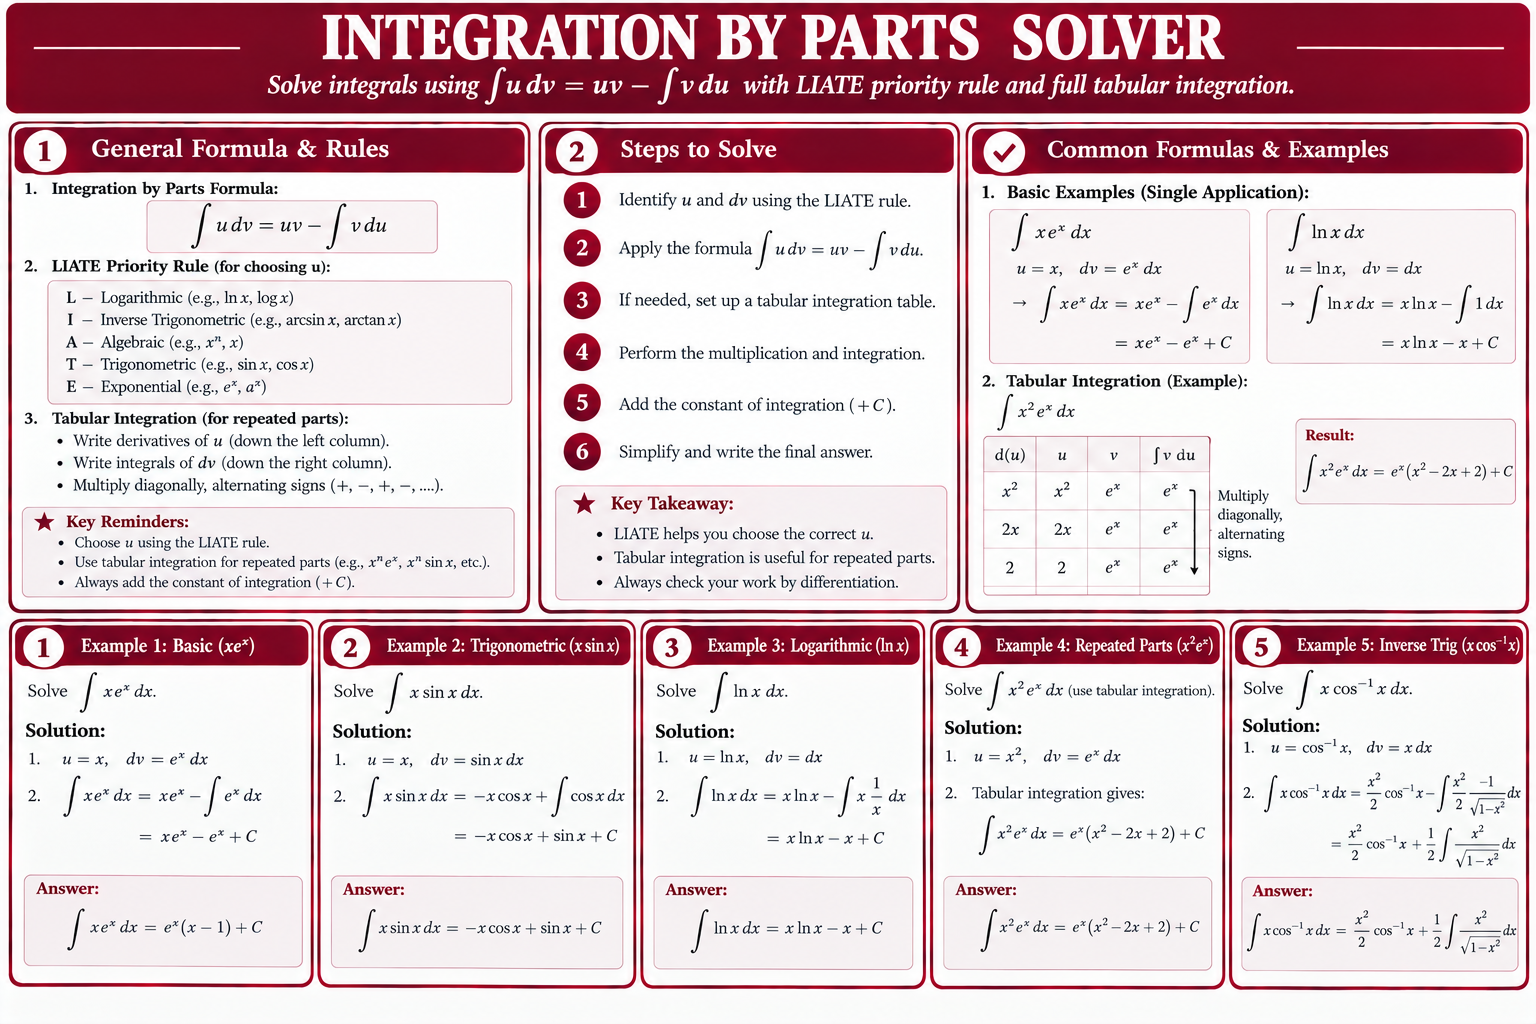 INTEGRATION BY PARTS SOLVER
Solve integrals using ∫ u dv = uv − ∫ v du with LIATE priority rule and full tabular integration.
1 General Formula & Rules
1. Integration by Parts Formula:
∫ u dv = uv − ∫ v du
2. LIATE Priority Rule (for choosing u):
L – Logarithmic (e.g., ln x, log x)
I – Inverse Trigonometric (e.g., arcsin x, arctan x)
A – Algebraic (e.g., xⁿ, x)
T – Trigonometric (e.g., sin x, cos x)
E – Exponential (e.g., eˣ, aˣ)
3. Tabular Integration (for repeated parts):
• Write derivatives of u (down the left column).
• Write integrals of dv (down the right column).
• Multiply diagonally, alternating signs (+, −, +, −, ....).
★ Key Reminders:
• Choose u using the LIATE rule.
• Use tabular integration for repeated parts (e.g., xⁿeˣ, xⁿ sin x, etc.).
• Always add the constant of integration (+ C).
2 Steps to Solve
1 Identify u and dv using the LIATE rule.
2 Apply the formula ∫ u dv = uv − ∫ v du.
3 If needed, set up a tabular integration table.
4 Perform the multiplication and integration.
5 Add the constant of integration (+ C).
6 Simplify and write the final answer.
★ Key Takeaway:
• LIATE helps you choose the correct u.
• Tabular integration is useful for repeated parts.
• Always check your work by differentiation.
✓ Common Formulas & Examples
1. Basic Examples (Single Application):
∫ xeˣ dx
u = x, dv = eˣ dx
→ ∫ xeˣ dx = xeˣ − ∫ eˣ dx
= xeˣ − eˣ + C
∫ ln x dx
u = ln x, dv = dx
→ ∫ ln x dx = x ln x − ∫ 1 dx
= x ln x − x + C
2. Tabular Integration (Example):
∫ x² eˣ dx
d(u) u v ∫ v du
x² x² eˣ eˣ
2x 2x eˣ eˣ
2 2 eˣ eˣ
Multiply
diagonally,
alternating
signs.
Result:
∫ x² eˣ dx = eˣ(x² − 2x + 2) + C
1 Example 1: Basic (xeˣ)
Solve ∫ xeˣ dx.
Solution:
1. u = x, dv = eˣ dx
2. ∫ xeˣ dx = xeˣ − ∫ eˣ dx
= xeˣ − eˣ + C
Answer:
∫ xeˣ dx = eˣ(x − 1) + C
2 Example 2: Trigonometric (x sin x)
Solve ∫ x sin x dx.
Solution:
1. u = x, dv = sin x dx
2. ∫ x sin x dx = −x cos x + ∫ cos x dx
= −x cos x + sin x + C
Answer:
∫ x sin x dx = −x cos x + sin x + C
3 Example 3: Logarithmic (ln x)
Solve ∫ ln x dx.
Solution:
1. u = ln x, dv = dx
2. ∫ ln x dx = x ln x − ∫ x 1/x dx
= x ln x − x + C
Answer:
∫ ln x dx = x ln x − x + C
4 Example 4: Repeated Parts (x²eˣ)
Solve ∫ x² eˣ dx (use tabular integration).
Solution:
1. u = x², dv = eˣ dx
2. Tabular integration gives:
∫ x² eˣ dx = eˣ(x² − 2x + 2) + C
Answer:
∫ x² eˣ dx = eˣ(x² − 2x + 2) + C
5 Example 5: Inverse Trig (x cos⁻¹ x)
Solve ∫ x cos⁻¹ x dx.
Solution:
1. u = cos⁻¹ x, dv = x dx
2. ∫ x cos⁻¹ x dx = x²/2 cos⁻¹ x − ∫ x²/2 −1/√(1−x²) dx
= x²/2 cos⁻¹ x + 1/2 ∫ x²/√(1−x²) dx
Answer:
∫ x cos⁻¹ x dx = x²/2 cos⁻¹ x + 1/2 ∫ x²/√(1−x²) dx